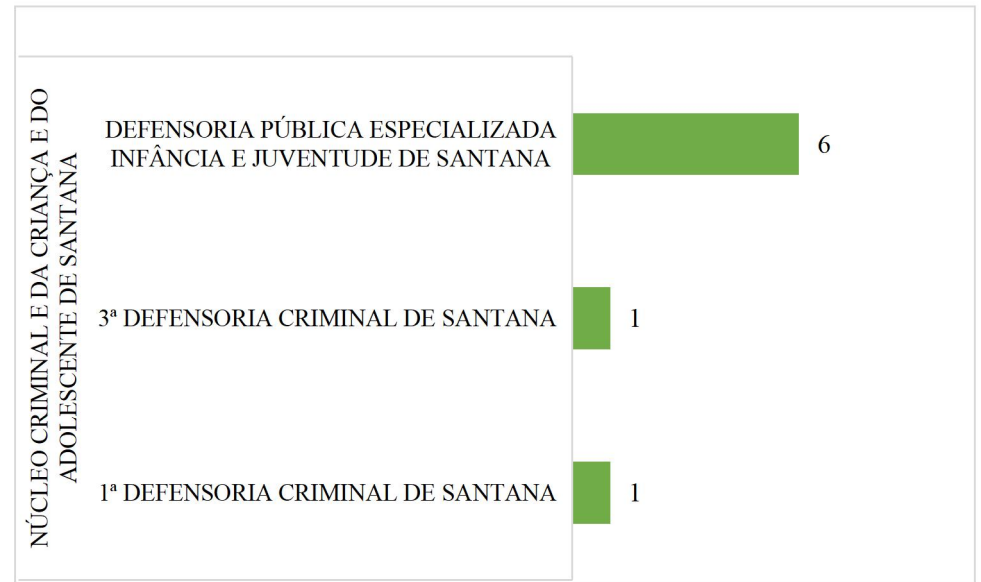 NÚCLEO CRIMINAL E DA CRIANÇA E DO
ADOLESCENTE DE SANTANA
DEFENSORIA PÚBLICA ESPECIALIZADA
INFÂNCIA E JUVENTUDE DE SANTANA
6
3ª DEFENSORIA CRIMINAL DE SANTANA
1
1ª DEFENSORIA CRIMINAL DE SANTANA
1